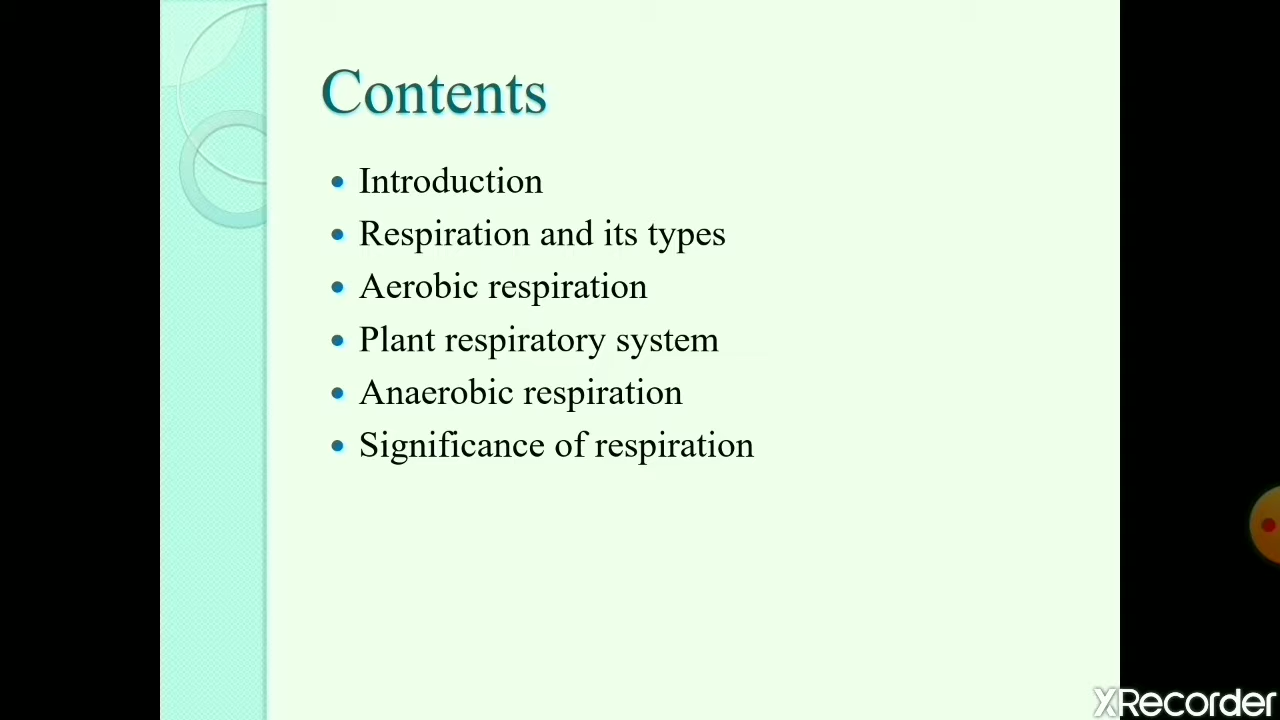 Contents
• Introduction
• Respiration and its types
• Aerobic respiration
• Plant respiratory system
• Anaerobic respiration
• Significance of respiration
XRecorder